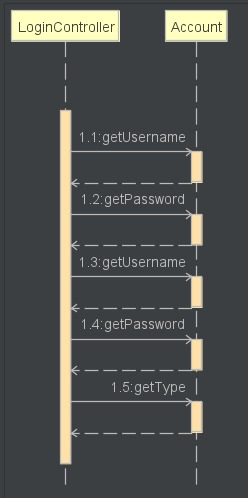 LoginController Account
1.1:getUsername
1.2:getPassword
1.3:getUsername
1.4:getPassword
1.5:getType